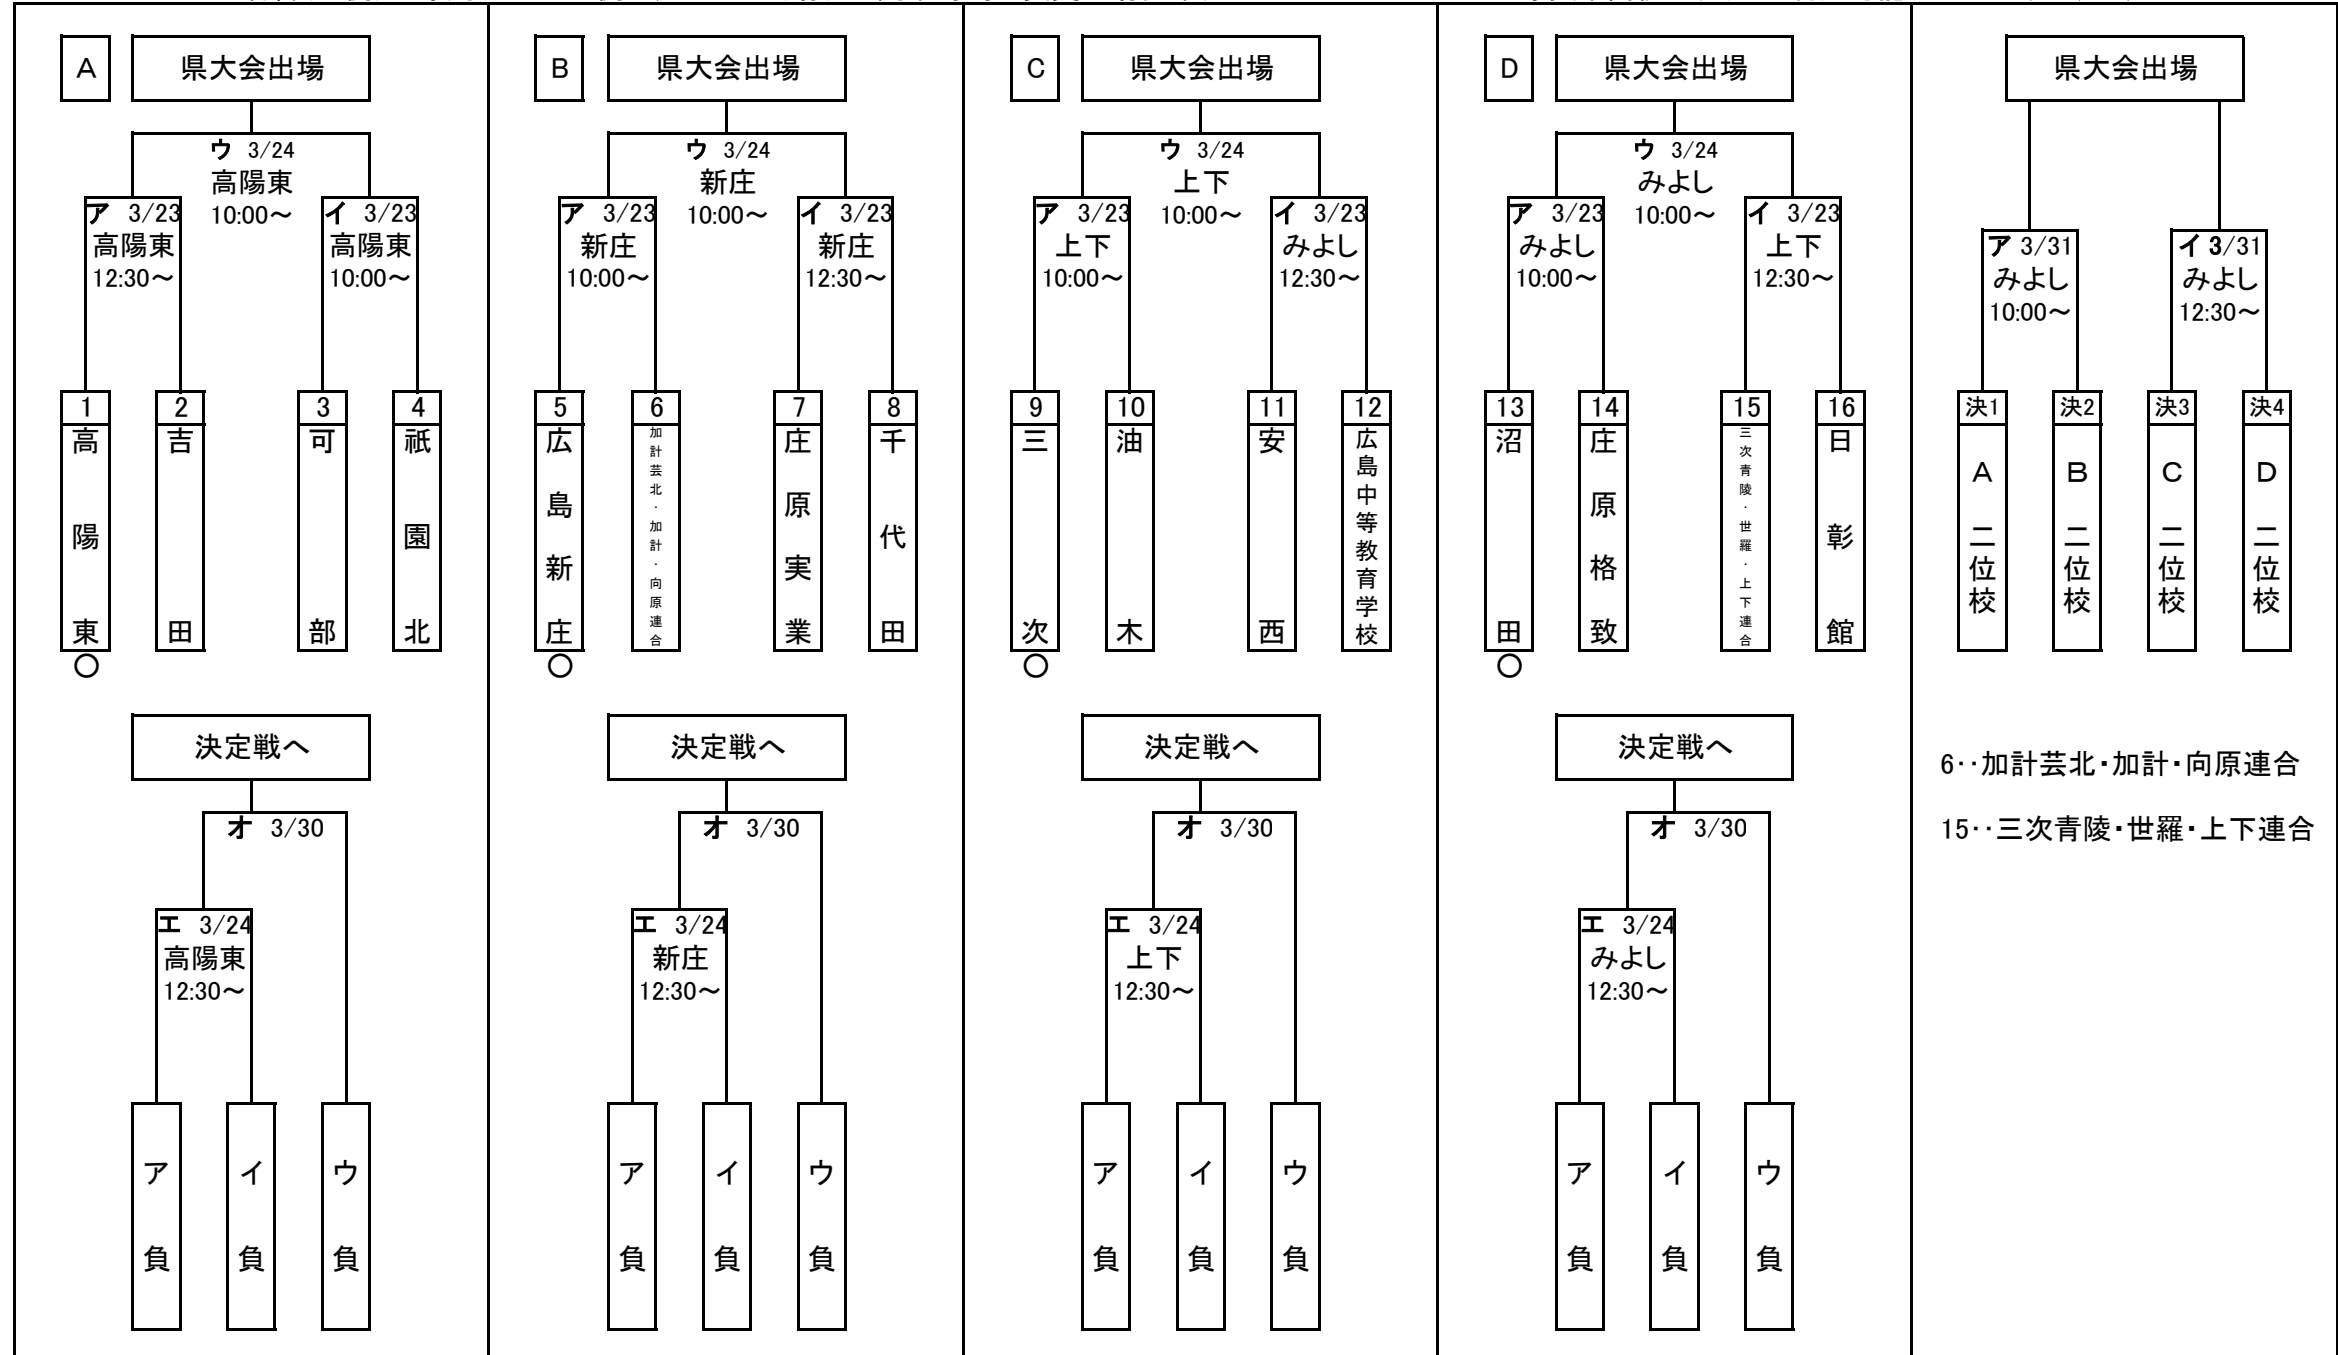 A
県大会出場
ウ 3/24
高陽東
10:00～
ア 3/23
高陽東
12:30～
イ 3/23
高陽東
10:00～
1
高陽東
○
2
吉田
3
可部
4
祇園北
決定戦へ
オ 3/30
エ 3/24
高陽東
12:30～
ア負
イ負
ウ負
B
県大会出場
ウ 3/24
新庄
10:00～
ア 3/23
新庄
10:00～
イ 3/23
新庄
12:30～
5
広島新庄
○
6
加計芸北・加計・向原連合
7
庄原実業
8
千代田
決定戦へ
オ 3/30
エ 3/24
新庄
12:30～
ア負
イ負
ウ負
C
県大会出場
ウ 3/24
上下
10:00～
ア 3/23
上下
10:00～
イ 3/23
みよし
12:30～
9
三次
○
10
油木
11
安西
12
広島中等教育学校
決定戦へ
オ 3/30
エ 3/24
上下
12:30～
ア負
イ負
ウ負
D
県大会出場
ウ 3/24
みよし
10:00～
ア 3/23
みよし
10:00～
イ 3/23
上下
12:30～
13
沼田
○
14
庄原格致
15
三次青陵・世羅・上下連合
16
日彰館
決定戦へ
オ 3/30
エ 3/24
みよし
12:30～
ア負
イ負
ウ負
県大会出場
ア 3/31
みよし
10:00～
イ 3/31
みよし
12:30～
決1
A 二位校
決2
B 二位校
決3
C 二位校
決4
D 二位校
6‥加計芸北・加計・向原連合
15‥三次青陵・世羅・上下連合